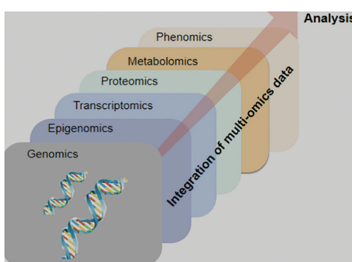 Analysis
Phenomics
Metabolomics
Proteomics
Transcriptomics
Epigenomics
Genomics
Integration of multi-omics data